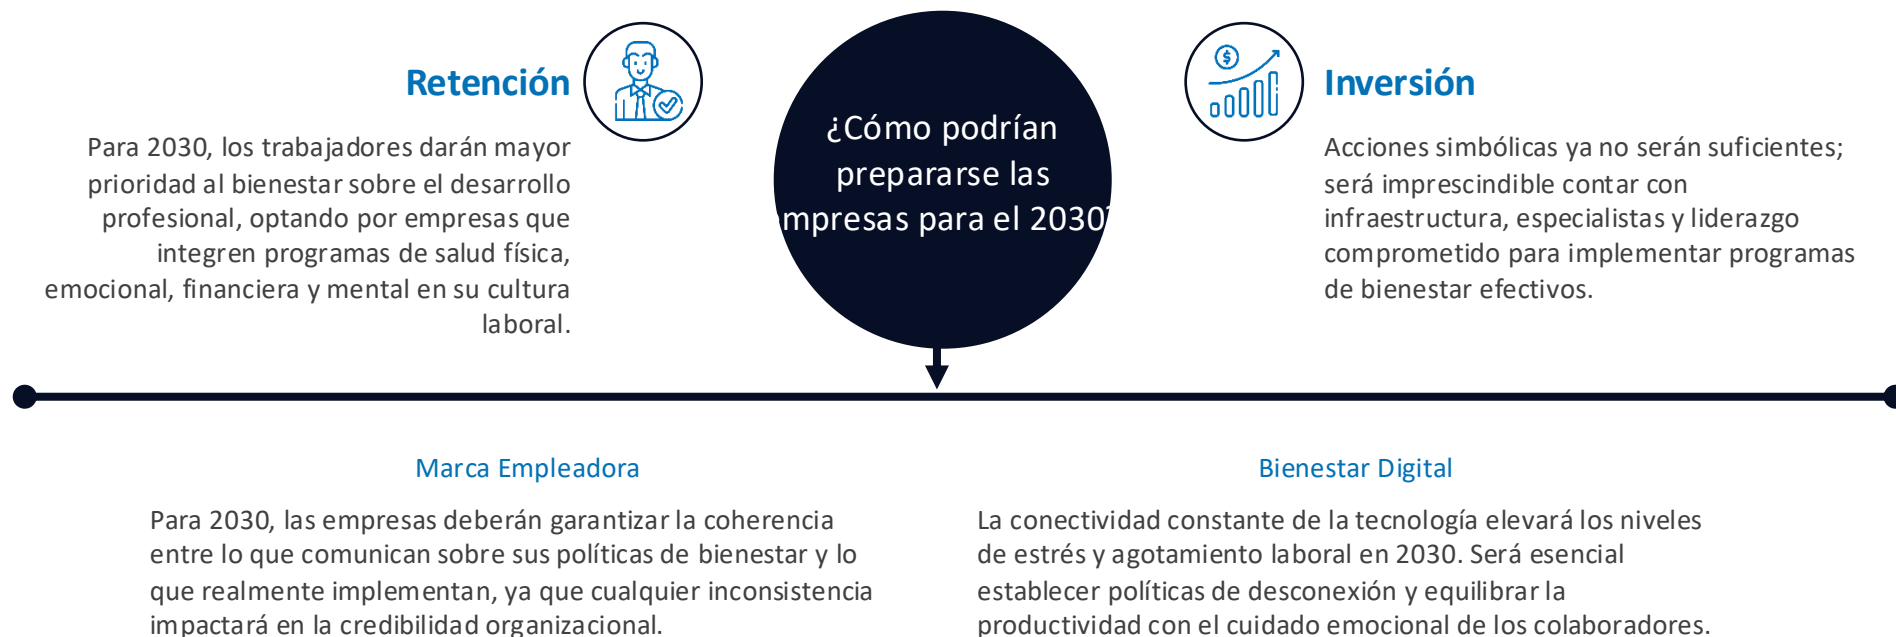 Retención
Para 2030, los trabajadores darán mayor
prioridad al bienestar sobre el desarrollo
profesional, optando por empresas que
integren programas de salud física,
emocional, financiera y mental en su cultura
laboral.
¿Cómo podrían
prepararse las
mpresas para el 2030?
$
Inversión
Acciones simbólicas ya no serán suficientes;
será imprescindible contar con
infraestructura, especialistas y liderazgo
comprometido para implementar programas
de bienestar efectivos.
Marca Empleadora
Para 2030, las empresas deberán garantizar la coherencia
entre lo que comunican sobre sus políticas de bienestar y lo
que realmente implementan, ya que cualquier inconsistencia
impactará en la credibilidad organizacional.
Bienestar Digital
La conectividad constante de la tecnología elevará los niveles
de estrés y agotamiento laboral en 2030. Será esencial
establecer políticas de desconexión y equilibrar la
productividad con el cuidado emocional de los colaboradores.